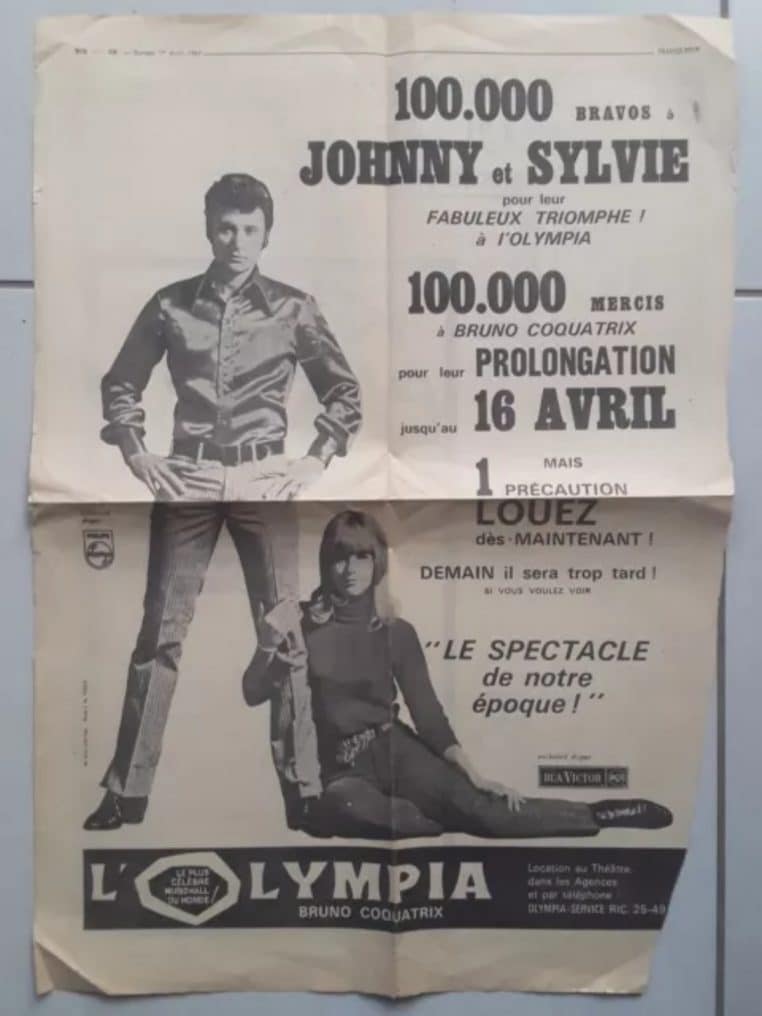 100.000 BRAVOS à
JOHNNY et SYLVIE
pour leur
FABULEUX TRIOMPHE !
à l'OLYMPIA
100.000 MERCIS
à BRUNO COQUATRIX
pour leur PROLONGATION
jusqu'au 16 AVRIL
MAIS
1 PRÉCAUTION
LOUEZ
dès-MAINTENANT !
DEMAIN il sera trop tard !
SI VOUS VOULEZ VOIR
"LE SPECTACLE
de notre
époque ! "
PHILIPS
RCA VICTOR
L'OLYMPIA
LE PLUS
CÉLÈBRE
MUSIC-HALL
DU MONDE !
BRUNO COQUATRIX
Location au Théâtre,
dans les Agences
et par téléphone :
OLYMPIA-SERVICE RIC. 25-49